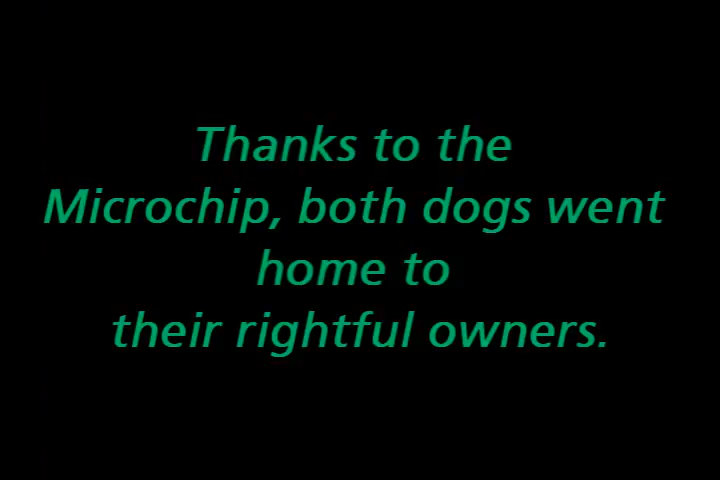 Thanks to the
Microchip, both dogs went
home to
their rightful owners.